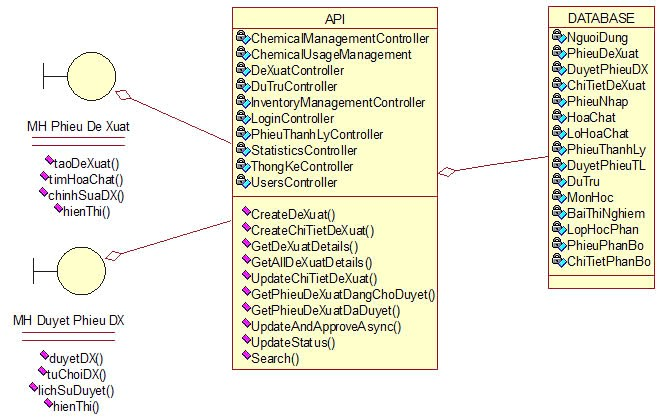 MH Phieu De Xuat
taoDeXuat()
timHoaChat()
chinhSuaDX()
hienThi()
MH Duyet Phieu DX
duyetDX()
tuChoiDX()
lichSuDuyet()
hienThi()
API
ChemicalManagementController
ChemicalUsageManagement
DeXuatController
DuTruController
InventoryManagementController
LoginController
PhieuThanhLyController
StatisticsController
ThongKeController
UsersController
CreateDeXuat()
CreateChiTietDeXuat()
GetDeXuatDetails()
GetAllDeXuatDetails()
UpdateChiTietDeXuat()
GetPhieuDeXuatDangChoDuyet()
GetPhieuDeXuatDaDuyet()
UpdateAndApproveAsync()
UpdateStatus()
Search()
DATABASE
NguoiDung
PhieuDeXuat
DuyetPhieuDX
ChiTietDeXuat
PhieuNhap
HoaChat
LoHoaChat
PhieuThanhLy
DuyetPhieuTL
DuTru
MonHoc
BaiThiNghiem
LopHocPhan
PhieuPhanBo
ChiTietPhanBo